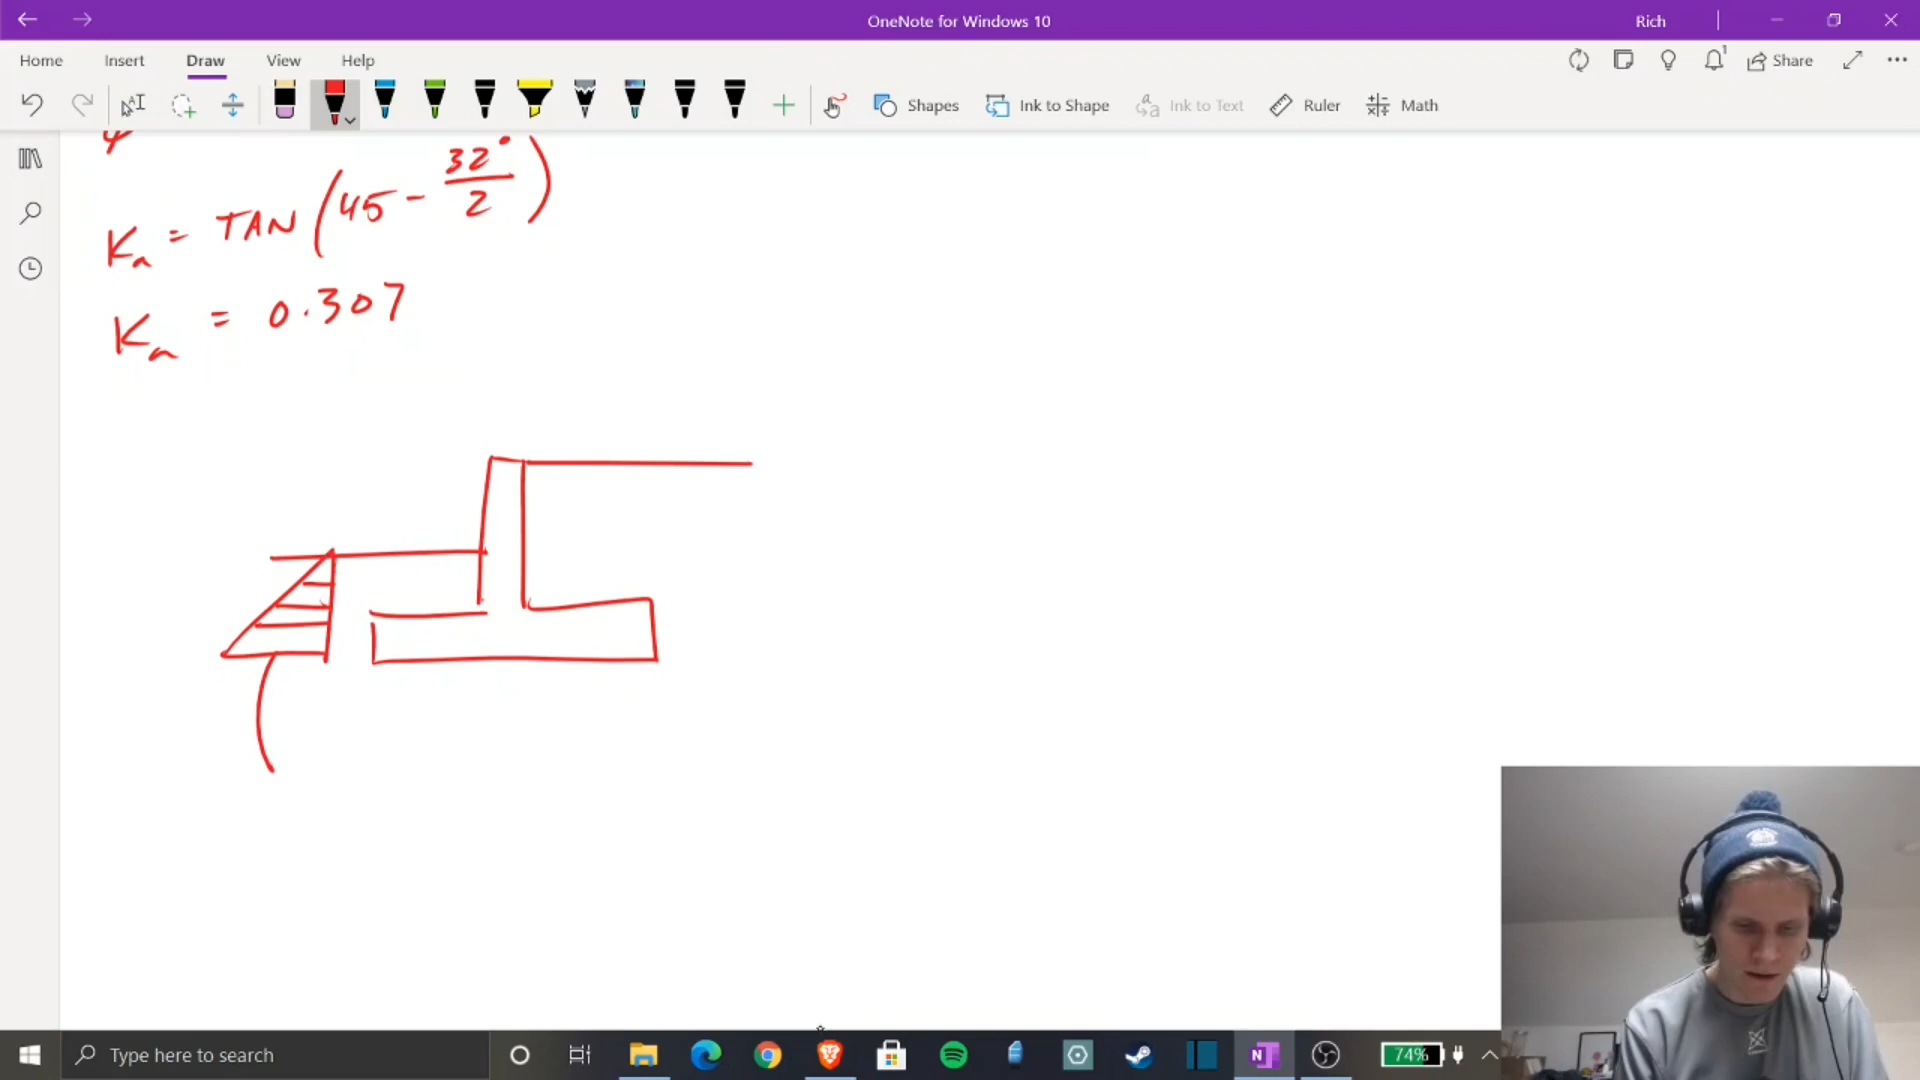 OneNote for Windows 10
Rich
Home Insert Draw View Help
1
Share
Shapes Ink to Shape Ink to Text Ruler Math
φ
Ka = TAN (45 - 32°/2)
Ka = 0.307
Type here to search
N
74%